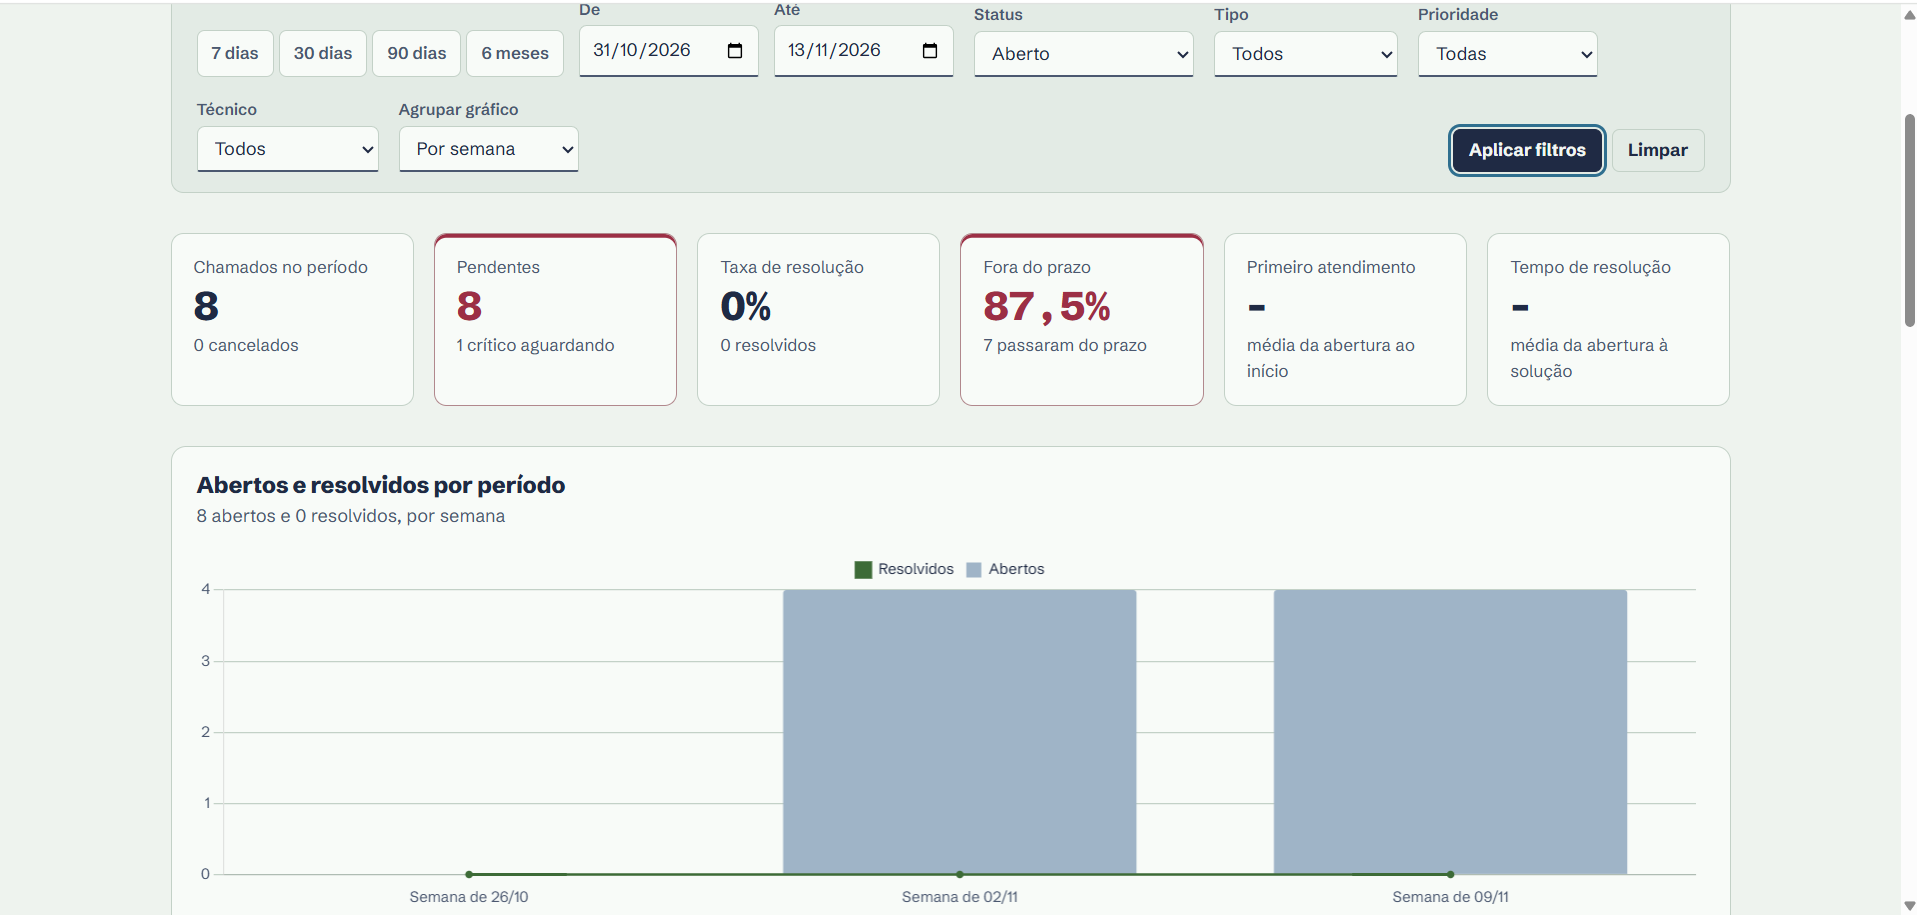 De
Até
Status
Tipo
Prioridade
7 dias
30 dias
90 dias
6 meses
31/10/2026
13/11/2026
Aberto
Todos
Todas
Técnico
Agrupar gráfico
Todos
Por semana
Aplicar filtros
Limpar
Chamados no período
8
0 cancelados
Pendentes
8
1 crítico aguardando
Taxa de resolução
0%
0 resolvidos
Fora do prazo
87,5%
7 passaram do prazo
Primeiro atendimento
-
média da abertura ao
início
Tempo de resolução
-
média da abertura à
solução
Abertos e resolvidos por período
8 abertos e 0 resolvidos, por semana
Resolvidos
Abertos
4
3
2
1
0
Semana de 26/10
Semana de 02/11
Semana de 09/11